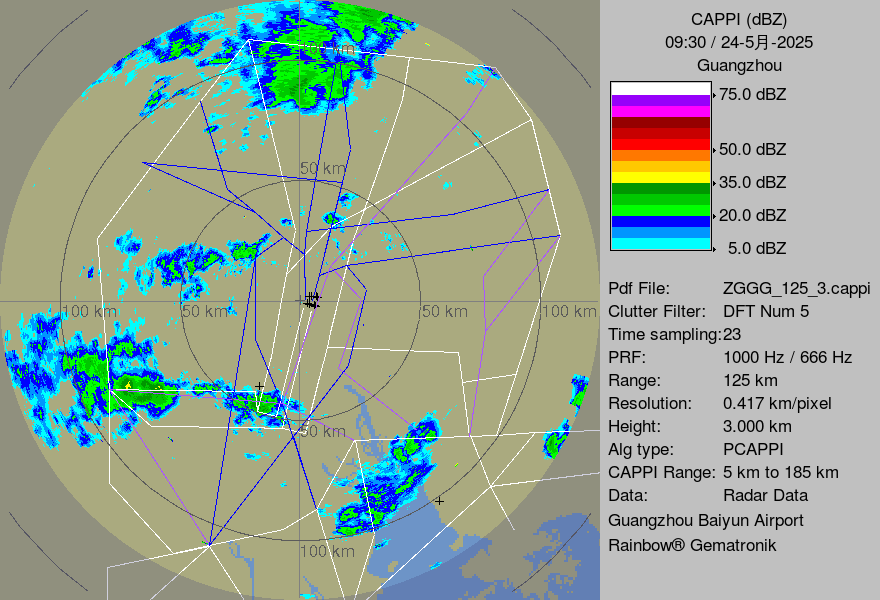 CAPPI (dBZ)
09:30 / 24-5月-2025
Guangzhou
75.0 dBZ
50.0 dBZ
35.0 dBZ
20.0 dBZ
5.0 dBZ
Pdf File: ZGGG_125_3.cappi
Clutter Filter: DFT Num 5
Time sampling:23
PRF: 1000 Hz / 666 Hz
Range: 125 km
Resolution: 0.417 km/pixel
Height: 3.000 km
Alg type: PCAPPI
CAPPI Range: 5 km to 185 km
Data: Radar Data
Guangzhou Baiyun Airport
Rainbow® Gematronik
100 km
50 km
100 km 50 km 50 km 100 km
50 km
100 km